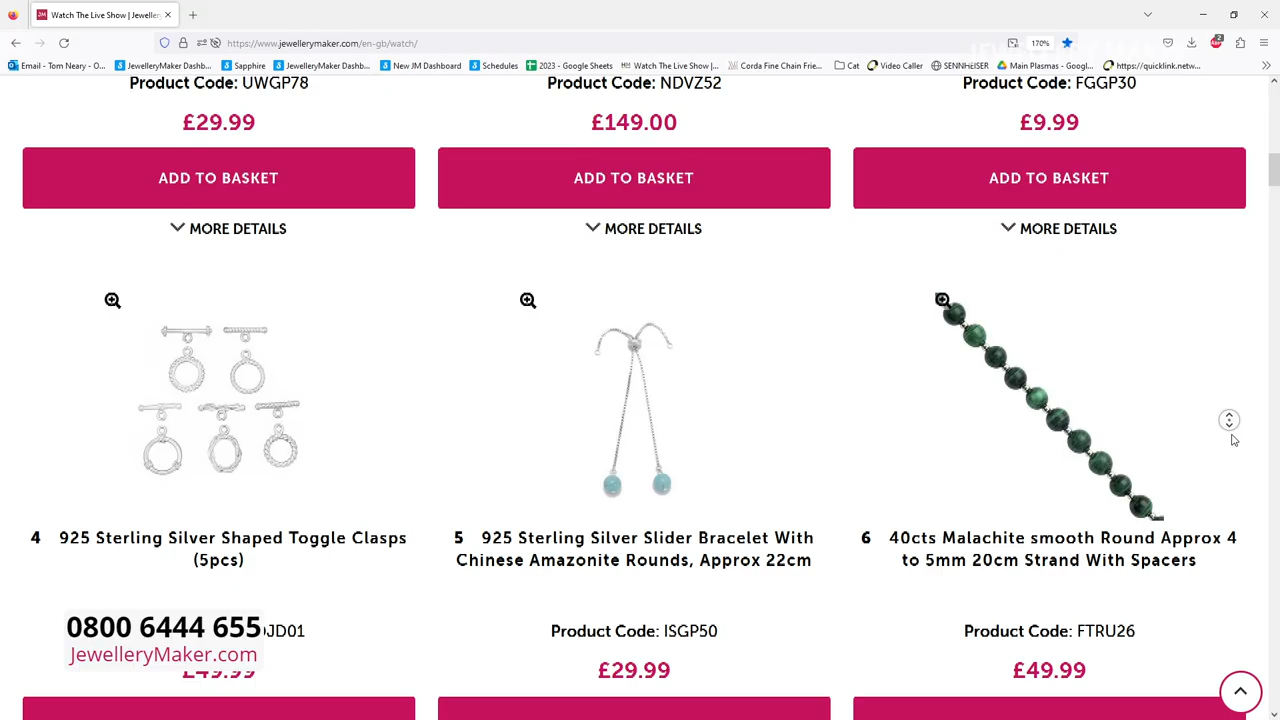 Watch The Live Show | Jeweller
https://www.jewellerymaker.com/en-gb/watch/
170%
2
Email - Tom Neary - O...
JewelleryMaker Dashb...
Sapphire
JewelleryMaker Dashb...
New JM Dashboard
Schedules
2023 - Google Sheets
Watch The Live Show |...
Corda Fine Chain Frie...
Cat
Video Caller
SENNHEISER
Main Plasmas - Googl...
https://quicklink.netw...
Product Code: UWGP78
Product Code: NDVZ52
Product Code: FGGP30
£29.99
£149.00
£9.99
ADD TO BASKET
ADD TO BASKET
ADD TO BASKET
MORE DETAILS
MORE DETAILS
MORE DETAILS
4 925 Sterling Silver Shaped Toggle Clasps
(5pcs)
5 925 Sterling Silver Slider Bracelet With
Chinese Amazonite Rounds, Approx 22cm
6 40cts Malachite smooth Round Approx 4
to 5mm 20cm Strand With Spacers
0800 6444 655
JD01
JewelleryMaker.com
£49.99
Product Code: ISGP50
£29.99
Product Code: FTRU26
£49.99